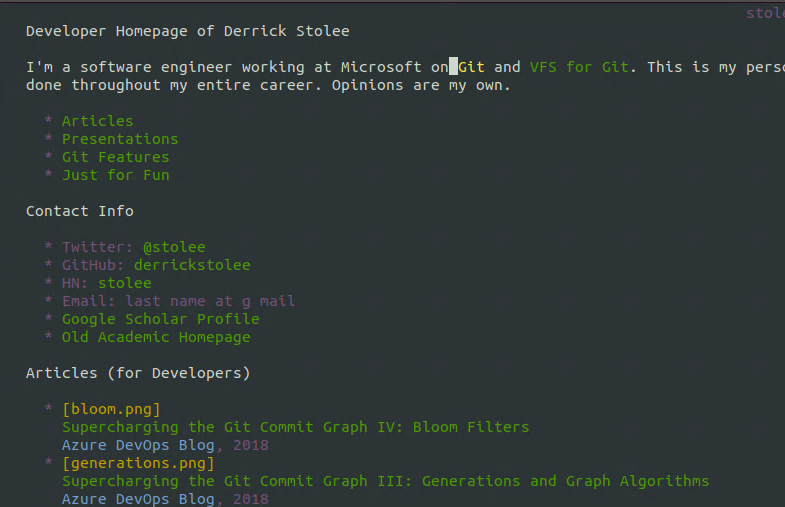 Developer Homepage of Derrick Stolee
I'm a software engineer working at Microsoft on Git and VFS for Git. This is my
done throughout my entire career. Opinions are my own.
* Articles
* Presentations
* Git Features
* Just for Fun
Contact Info
* Twitter: @stolee
* GitHub: derrickstolee
* HN: stolee
* Email: last name at g mail
* Google Scholar Profile
* Old Academic Homepage
Articles (for Developers)
* [bloom.png]
Supercharging the Git Commit Graph IV: Bloom Filters
Azure DevOps Blog, 2018
* [generations.png]
Supercharging the Git Commit Graph III: Generations and Graph Algorithms
Azure DevOps Blog, 2018